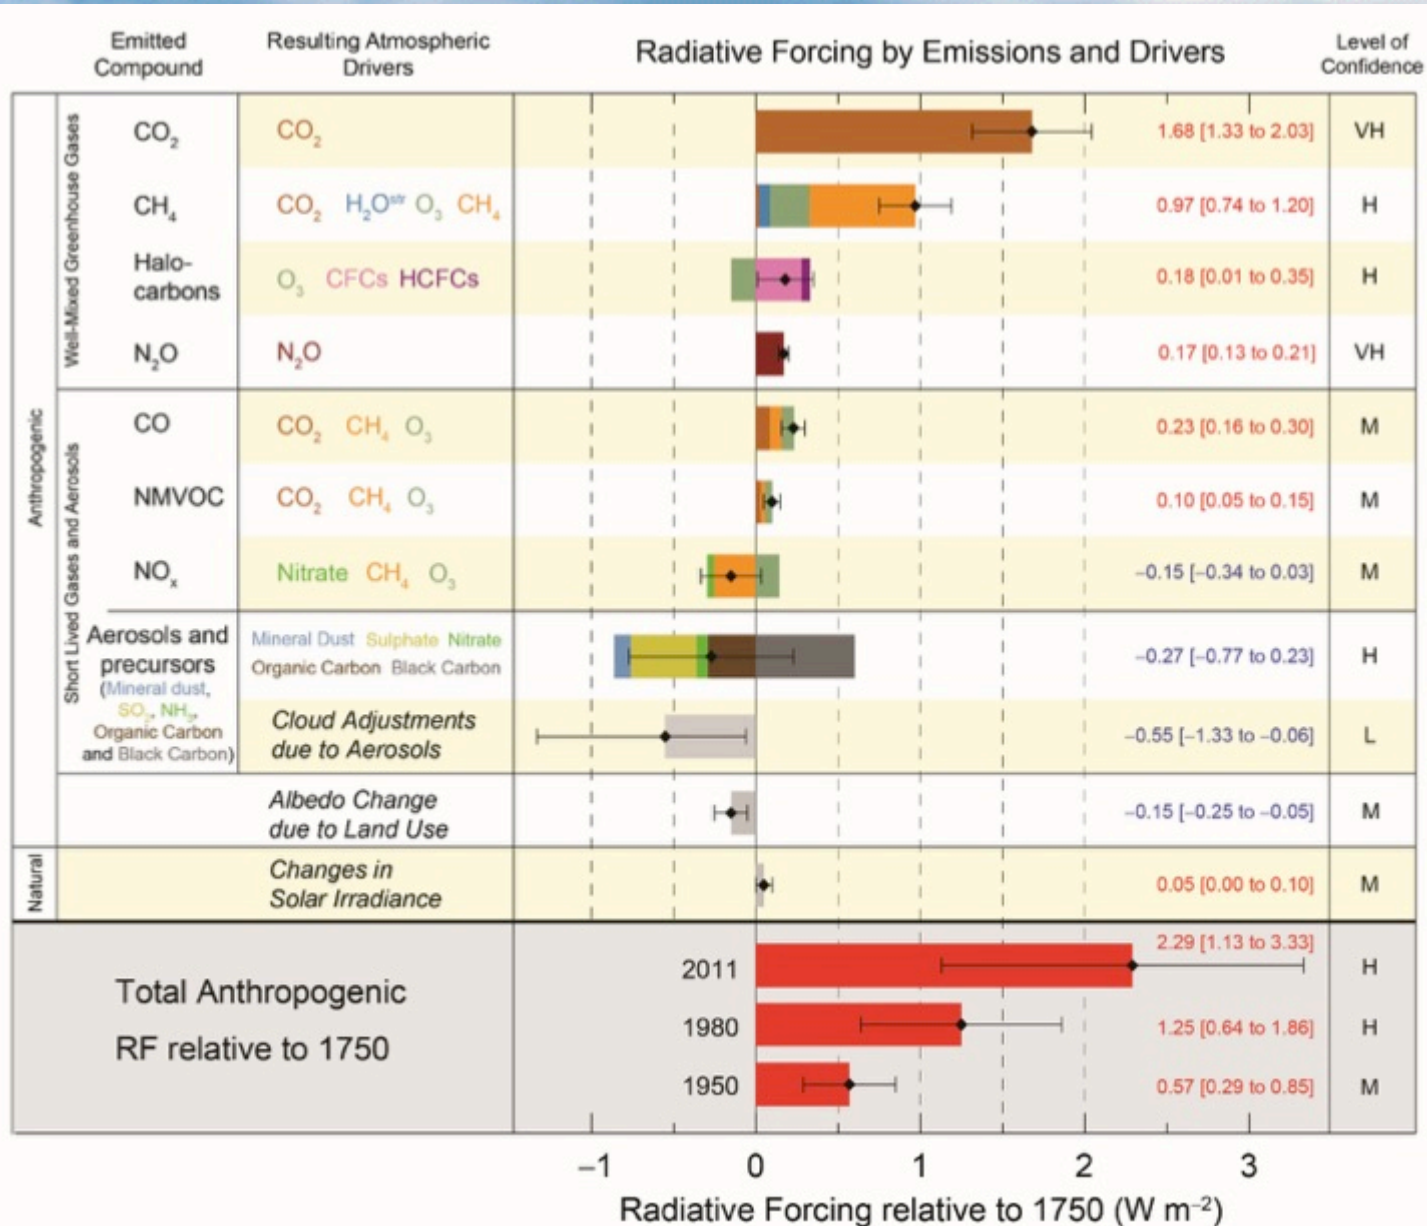 Emitted
Compound
Resulting Atmospheric
Drivers
Radiative Forcing by Emissions and Drivers
Level of
Confidence
Anthropogenic
Well-Mixed Greenhouse Gases
CO₂
CO₂
1.68 [1.33 to 2.03]
VH
CH₄
CO₂ H₂Oˢᵗʳ O₃ CH₄
0.97 [0.74 to 1.20]
H
Halo-
carbons
O₃ CFCs HCFCs
0.18 [0.01 to 0.35]
H
N₂O
N₂O
0.17 [0.13 to 0.21]
VH
Short Lived Gases and Aerosols
CO
CO₂ CH₄ O₃
0.23 [0.16 to 0.30]
M
NMVOC
CO₂ CH₄ O₃
0.10 [0.05 to 0.15]
M
NOₓ
Nitrate CH₄ O₃
−0.15 [−0.34 to 0.03]
M
Aerosols and
precursors
(Mineral dust,
SO₂, NH₃,
Organic Carbon
and Black Carbon)
Mineral Dust Sulphate Nitrate
Organic Carbon Black Carbon
−0.27 [−0.77 to 0.23]
H
Cloud Adjustments
due to Aerosols
−0.55 [−1.33 to −0.06]
L
Albedo Change
due to Land Use
−0.15 [−0.25 to −0.05]
M
Natural
Changes in
Solar Irradiance
0.05 [0.00 to 0.10]
M
Total Anthropogenic
RF relative to 1750
2011
2.29 [1.13 to 3.33]
H
1980
1.25 [0.64 to 1.86]
H
1950
0.57 [0.29 to 0.85]
M
−1 0 1 2 3
Radiative Forcing relative to 1750 (W m⁻²)